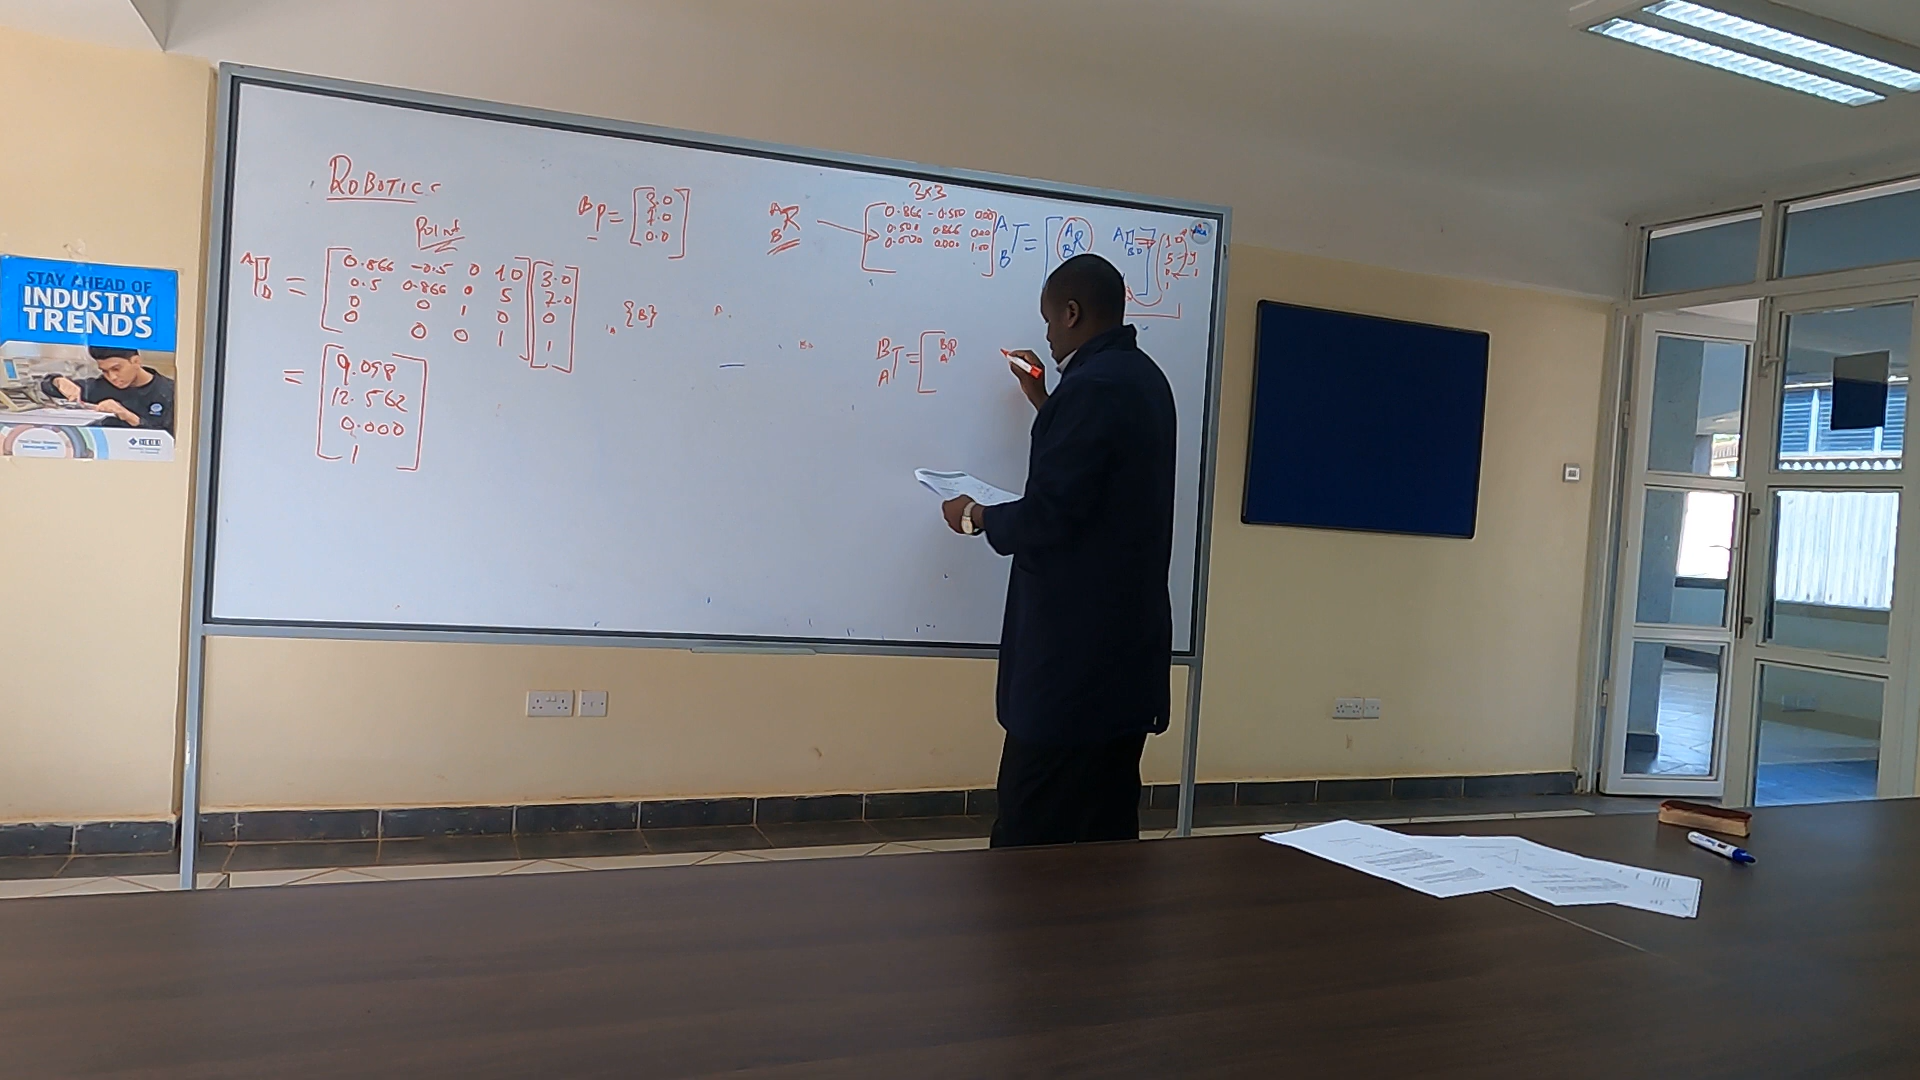 STAY AHEAD OF
INDUSTRY
TRENDS
ROBOTICS
Point
A P = [0.866 -0.5 0 10] [3.0]
0.5 0.866 0 5 7.0
0 0 1 0 0
0 0 0 1 1
= [9.098
12.562
0.000
1]
B P = [3.0
7.0
0.0]
{B}
A B R
3x3
0.866 -0.500 0.00
0.500 0.866 0.00
0.000 0.000 1.00
A B T = [A B R
B A T = [B A R